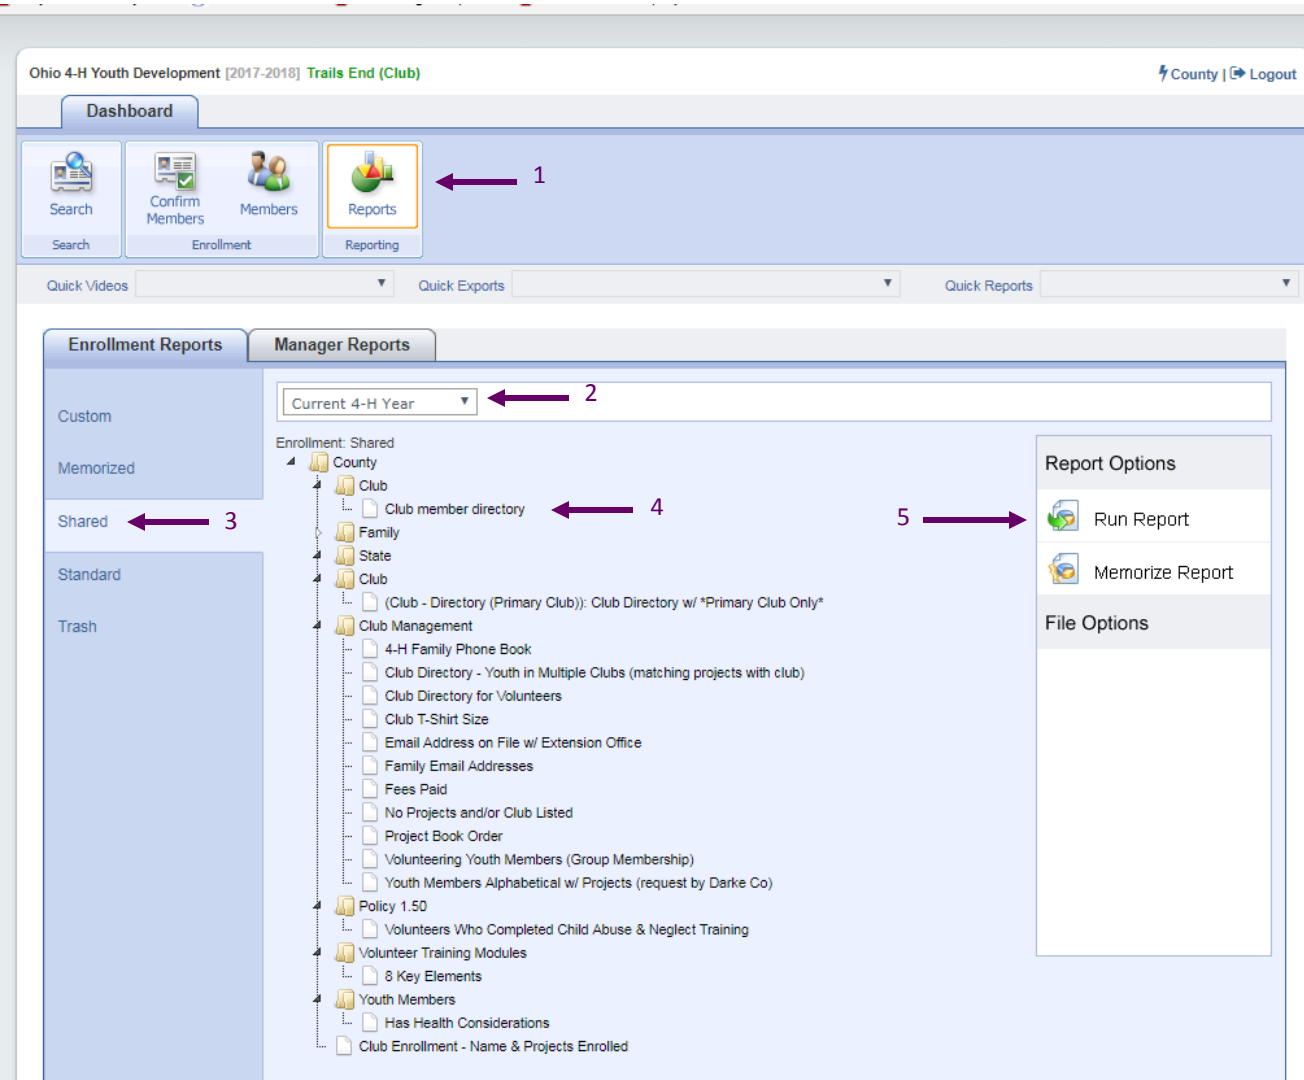 Ohio 4-H Youth Development [2017-2018] Trails End (Club)
County | Logout
Dashboard
1
Search
Confirm Members
Members
Reports
Search
Enrollment
Reporting
Quick Videos
Quick Exports
Quick Reports
Enrollment Reports
Manager Reports
Current 4-H Year
2
Custom
Memorized
Shared
3
Standard
Trash
Enrollment: Shared
County
Club
Club member directory
4
Family
State
Club
(Club - Directory (Primary Club)): Club Directory w/ *Primary Club Only*
Club Management
4-H Family Phone Book
Club Directory - Youth in Multiple Clubs (matching projects with club)
Club Directory for Volunteers
Club T-Shirt Size
Email Address on File w/ Extension Office
Family Email Addresses
Fees Paid
No Projects and/or Club Listed
Project Book Order
Volunteering Youth Members (Group Membership)
Youth Members Alphabetical w/ Projects (request by Darke Co)
Policy 1.50
Volunteers Who Completed Child Abuse & Neglect Training
Volunteer Training Modules
8 Key Elements
Youth Members
Has Health Considerations
Club Enrollment - Name & Projects Enrolled
Report Options
5
Run Report
Memorize Report
File Options